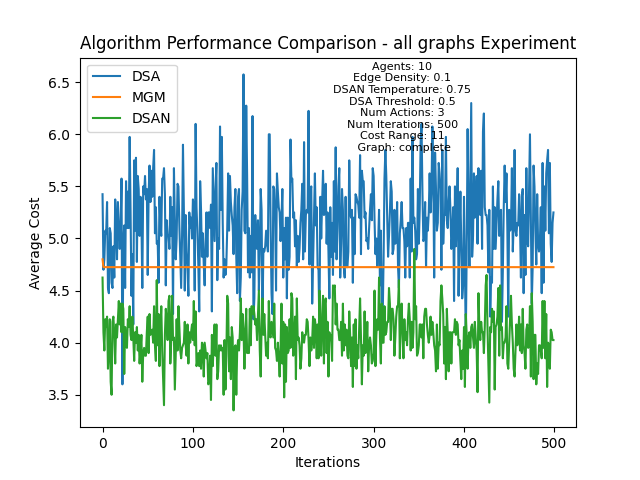 Algorithm Performance Comparison - all graphs Experiment
DSA
MGM
DSAN
Agents: 10
Edge Density: 0.1
DSAN Temperature: 0.75
DSA Threshold: 0.5
Num Actions: 3
Num Iterations: 500
Cost Range: 11
Graph: complete
Average Cost
6.5
6.0
5.5
5.0
4.5
4.0
3.5
0 100 200 300 400 500
Iterations